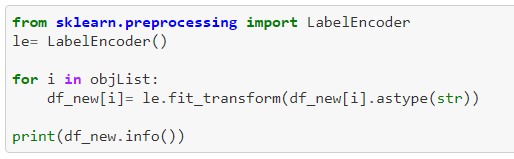 from sklearn.preprocessing import LabelEncoder
le= LabelEncoder()

for i in objList:
    df_new[i]= le.fit_transform(df_new[i].astype(str))

print(df_new.info())